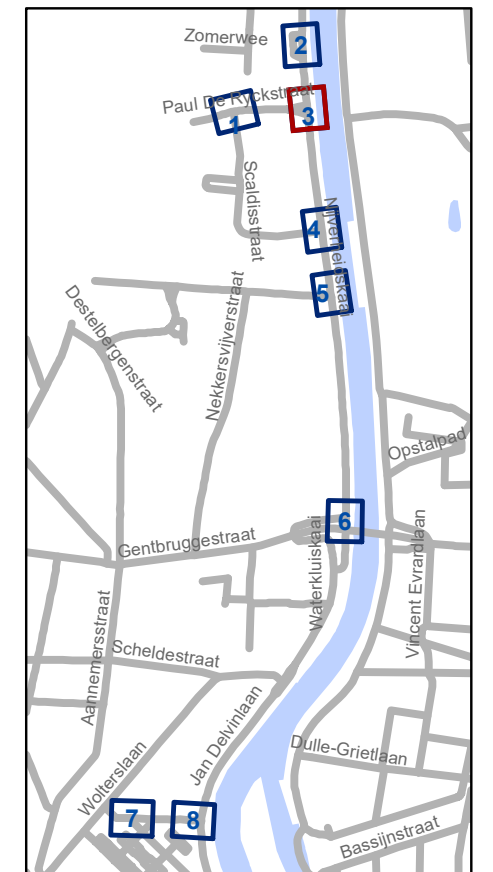 Zomerwee
2
Paul De Ryckstraat
3
1
Scaldisstraat
Nijverheidskaai
4
5
Destelbergenstraat
Nekkersvijverstraat
Opstalpad
6
Gentbruggestraat
Waterkluiskaai
Vincent Evrardlaan
Aannemersstraat
Scheldestraat
Jan Delvinlaan
Wolterslaan
Dulle-Grietlaan
7
8
Bassijnstraat